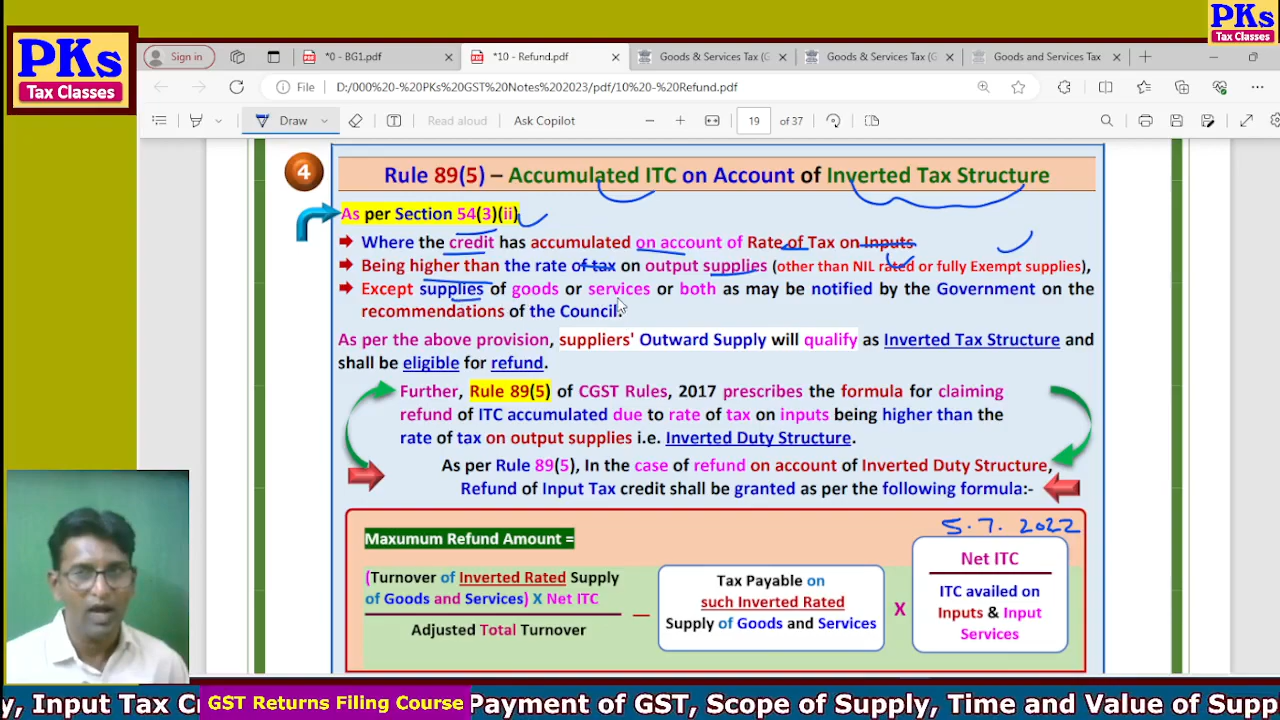 PKs
Tax Classes
PKs
Tax Classes
Sign in
*0 - BG1.pdf
*10 - Refund.pdf
Goods & Services Tax (G
Goods & Services Tax (G
Goods and Services Tax
File
D:/000%20-%20PKs%20GST%20Notes%202023/pdf/10%20-%20Refund.pdf
Draw
Read aloud
Ask Copilot
19 of 37
4
Rule 89(5) – Accumulated ITC on Account of Inverted Tax Structure
As per Section 54(3)(ii)
Where the credit has accumulated on account of Rate of Tax on Inputs
Being higher than the rate of tax on output supplies (other than NIL rated or fully Exempt supplies),
Except supplies of goods or services or both as may be notified by the Government on the
recommendations of the Council.
As per the above provision, suppliers' Outward Supply will qualify as Inverted Tax Structure and
shall be eligible for refund.
Further, Rule 89(5) of CGST Rules, 2017 prescribes the formula for claiming
refund of ITC accumulated due to rate of tax on inputs being higher than the
rate of tax on output supplies i.e. Inverted Duty Structure.
As per Rule 89(5), In the case of refund on account of Inverted Duty Structure,
Refund of Input Tax credit shall be granted as per the following formula:-
5.7.2022
Maxumum Refund Amount =
(Turnover of Inverted Rated Supply
of Goods and Services) X Net ITC
Adjusted Total Turnover
—
Tax Payable on
such Inverted Rated
Supply of Goods and Services
X
Net ITC
ITC availed on
Inputs & Input
Services
y, Input Tax C
GST Returns Filing Course
Payment of GST, Scope of Supply, Time and Value of Supp